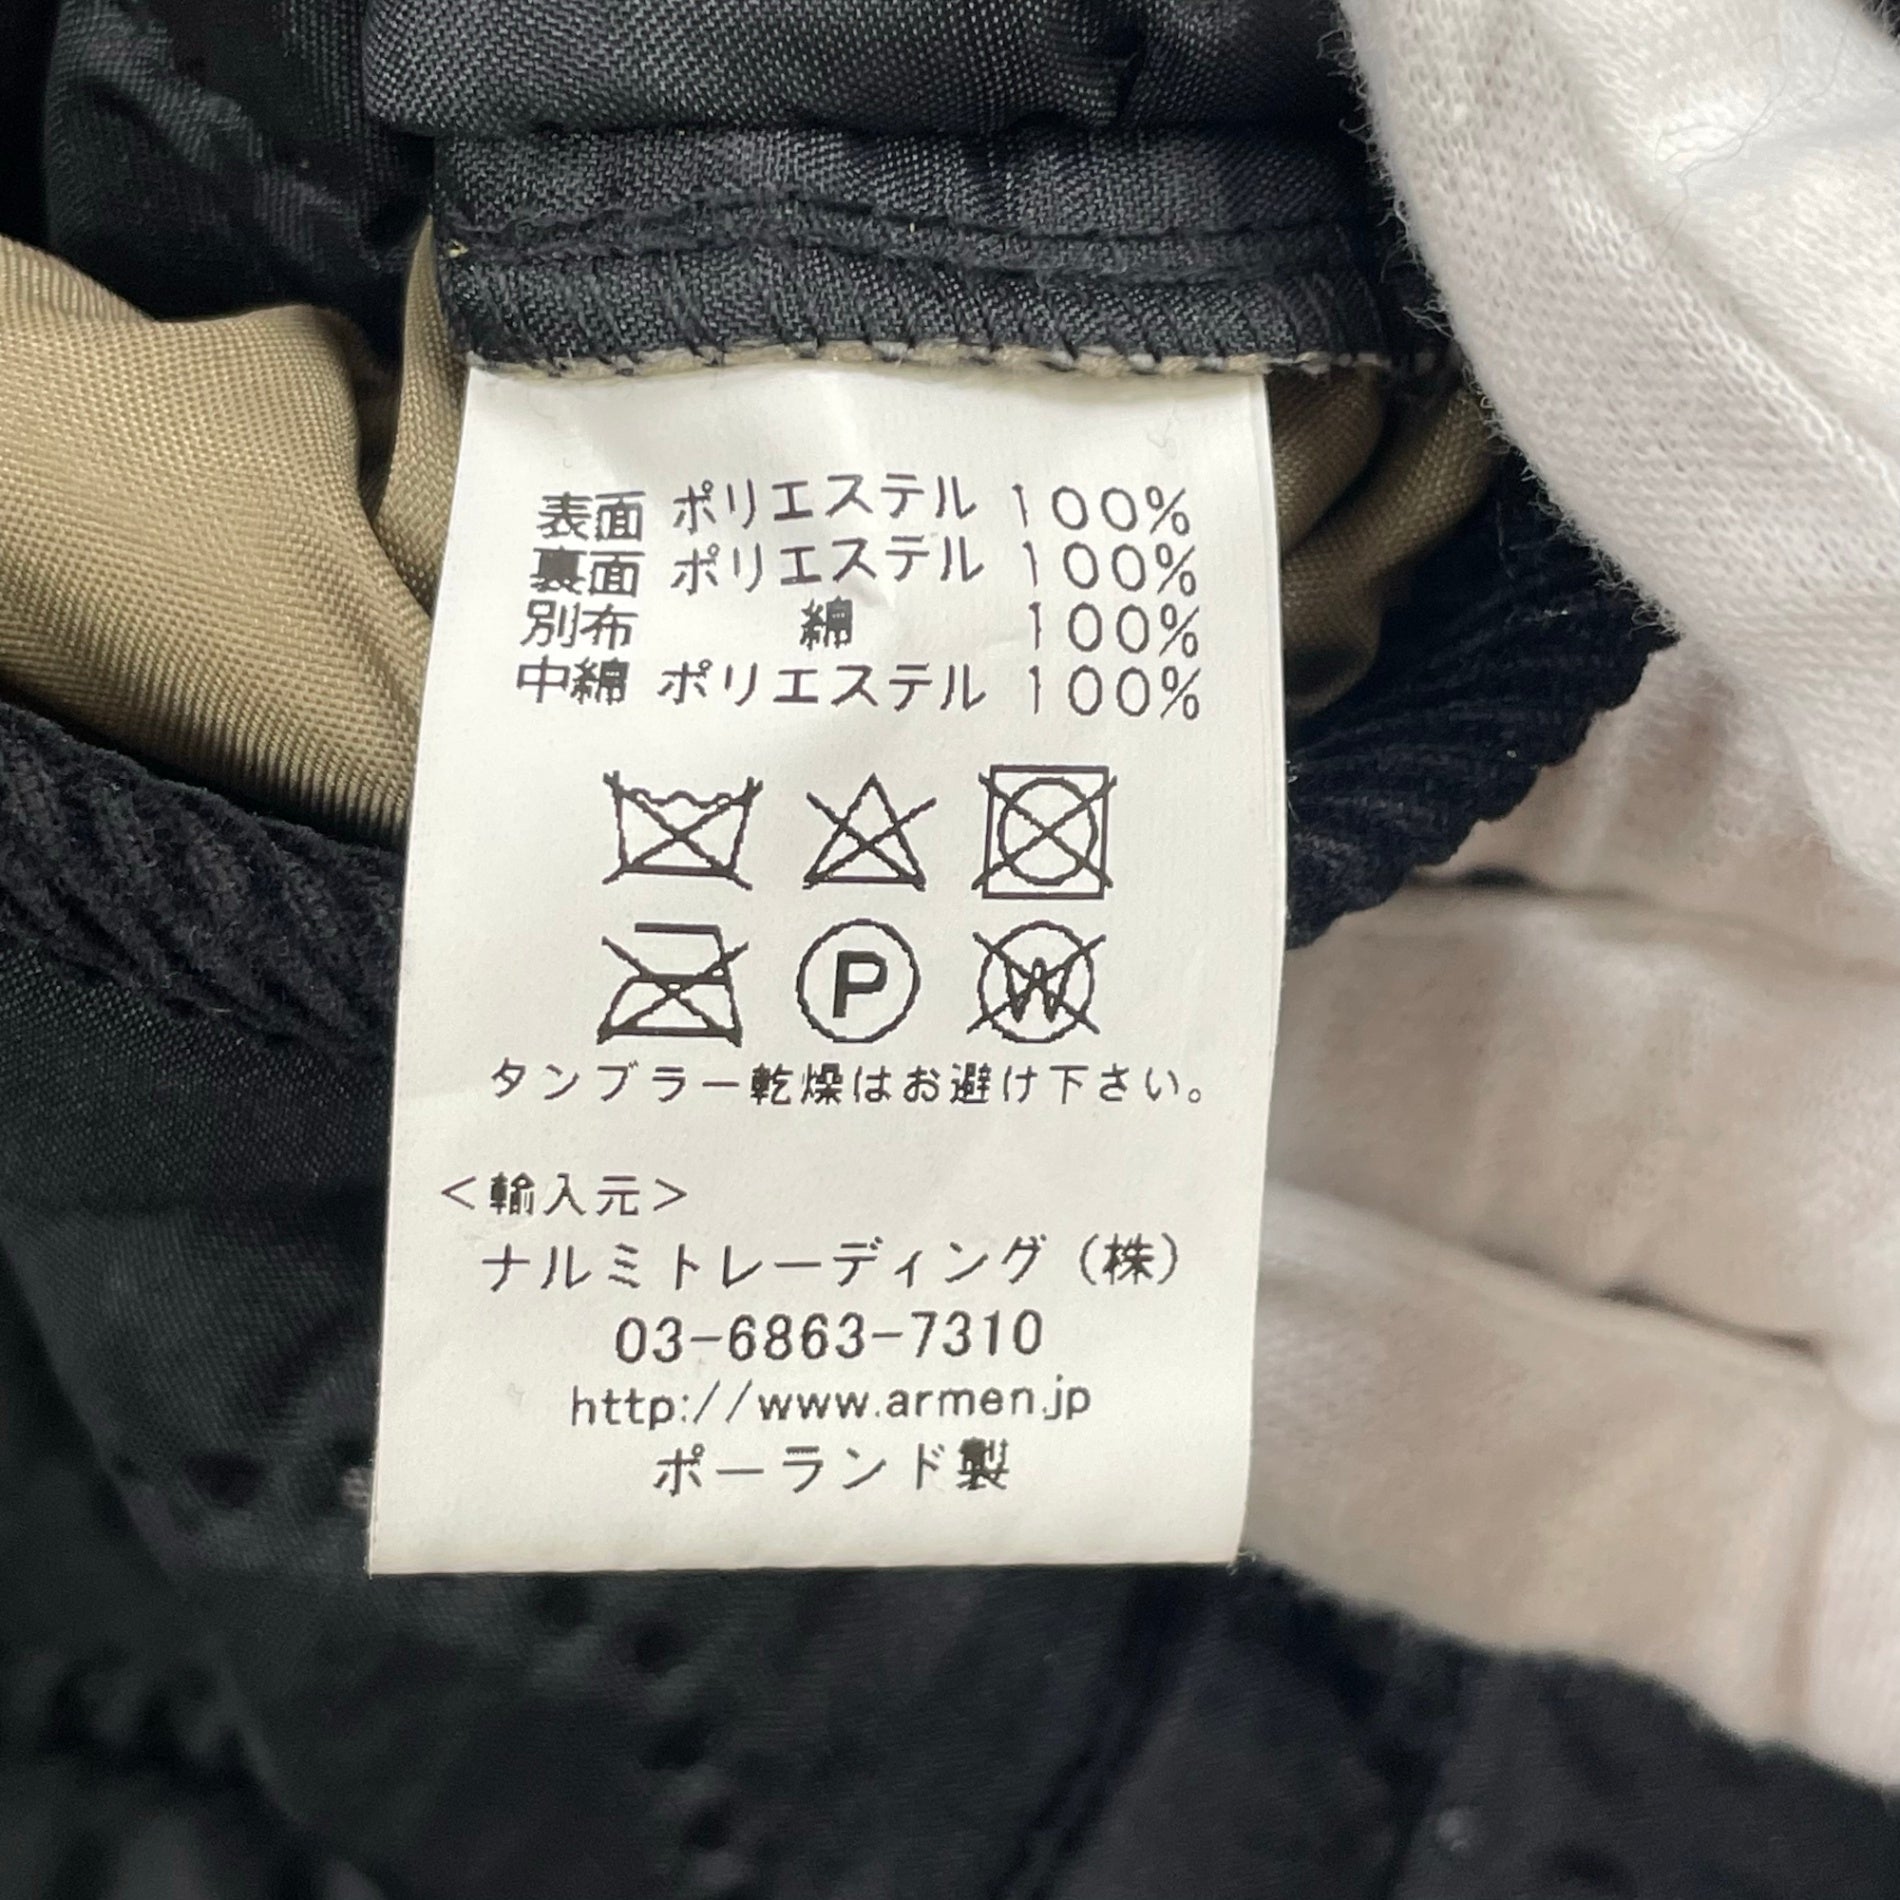 表面 ポリエステル 100%
裏面 ポリエステル 100%
別布 綿 100%
中綿 ポリエステル 100%
P W
タンブラー乾燥はお避け下さい。
<輸入元>
ナルミトレーディング(株)
03-6863-7310
http://www.armen.jp
ポーランド製